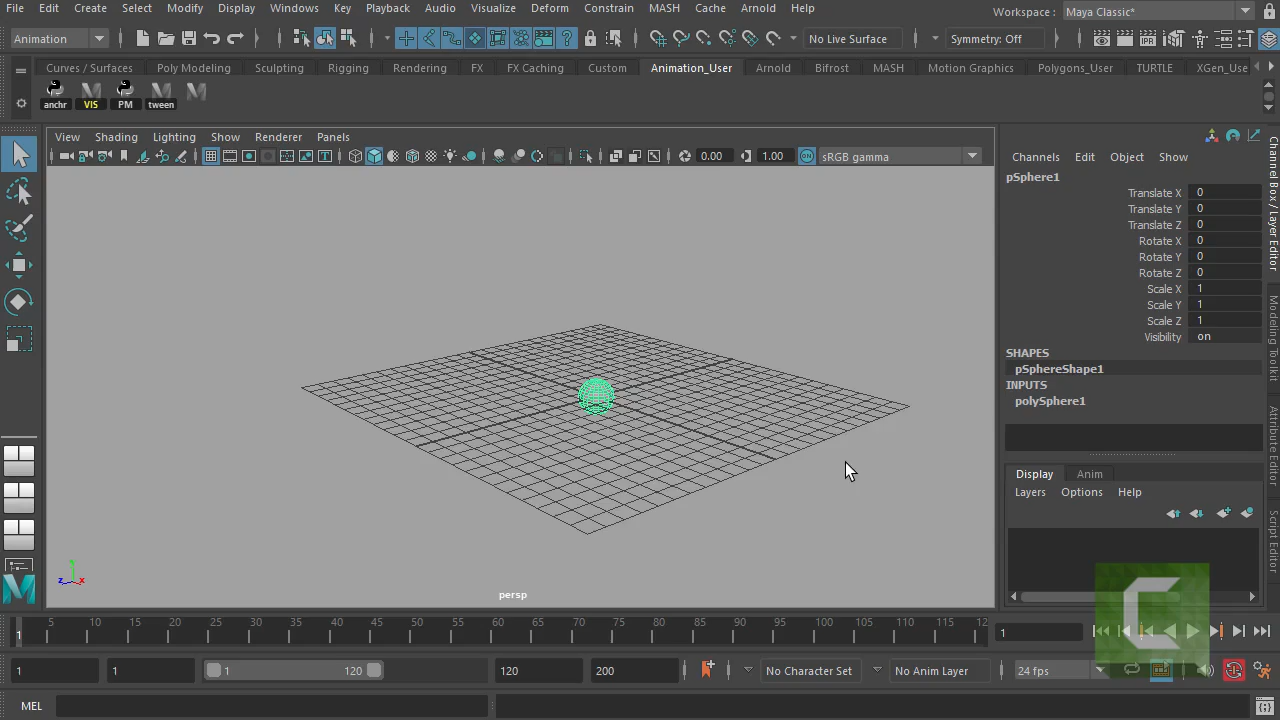 File Edit Create Select Modify Display Windows Key Playback Audio Visualize Deform Constrain MASH Cache Arnold Help
Workspace : Maya Classic*
Animation No Live Surface Symmetry: Off
Curves / Surfaces Poly Modeling Sculpting Rigging Rendering FX FX Caching Custom Animation_User Arnold Bifrost MASH Motion Graphics Polygons_User TURTLE XGen_Use
anchr VIS PM tween
View Shading Lighting Show Renderer Panels
0.00 1.00 ON sRGB gamma
Channels Edit Object Show
pSphere1
Translate X 0
Translate Y 0
Translate Z 0
Rotate X 0
Rotate Y 0
Rotate Z 0
Scale X 1
Scale Y 1
Scale Z 1
Visibility on
SHAPES
pSphereShape1
INPUTS
polySphere1
Display Anim
Layers Options Help
Channel Box / Layer Editor
Modeling Toolkit
Attribute Editor
Script Editor
y
z x
persp
1 5 10 15 20 25 30 35 40 45 50 55 60 65 70 75 80 85 90 95 100 105 110 115 12
1
1 1 1 120 120 200 No Character Set No Anim Layer 24 fps
MEL